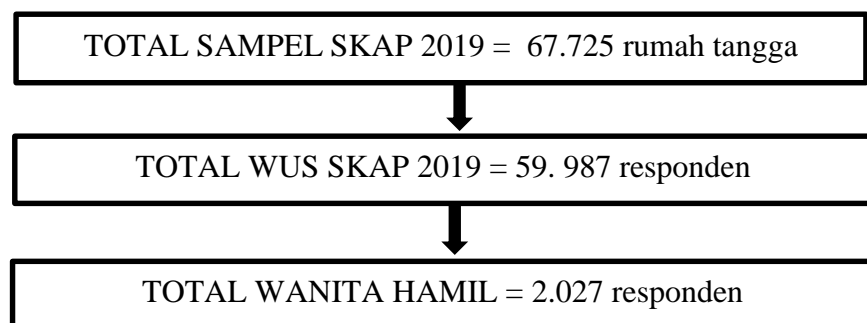 TOTAL SAMPEL SKAP 2019 = 67.725 rumah tangga
TOTAL WUS SKAP 2019 = 59. 987 responden
TOTAL WANITA HAMIL = 2.027 responden